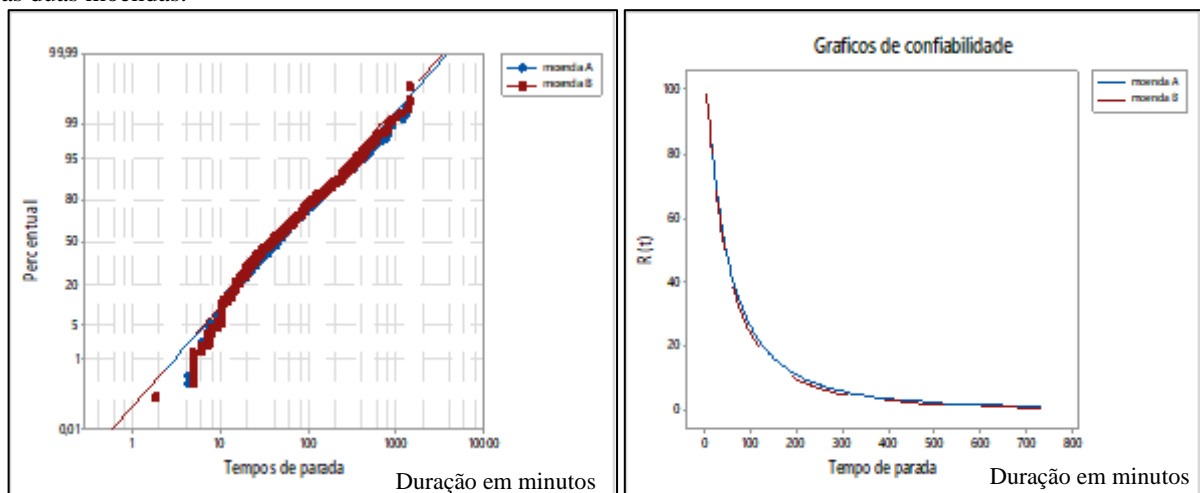 as duas moendas.
99,99
99
95
80
50
20
5
1
0,01
Percentual
1
10
100
1000
10000
Tempos de parada
Duração em minutos
moenda A
moenda B
Graficos de confiabilidade
100
80
60
40
20
0
R(t)
0
100
200
300
400
500
600
700
800
Tempo de parada
Duração em minutos
moenda A
moenda B